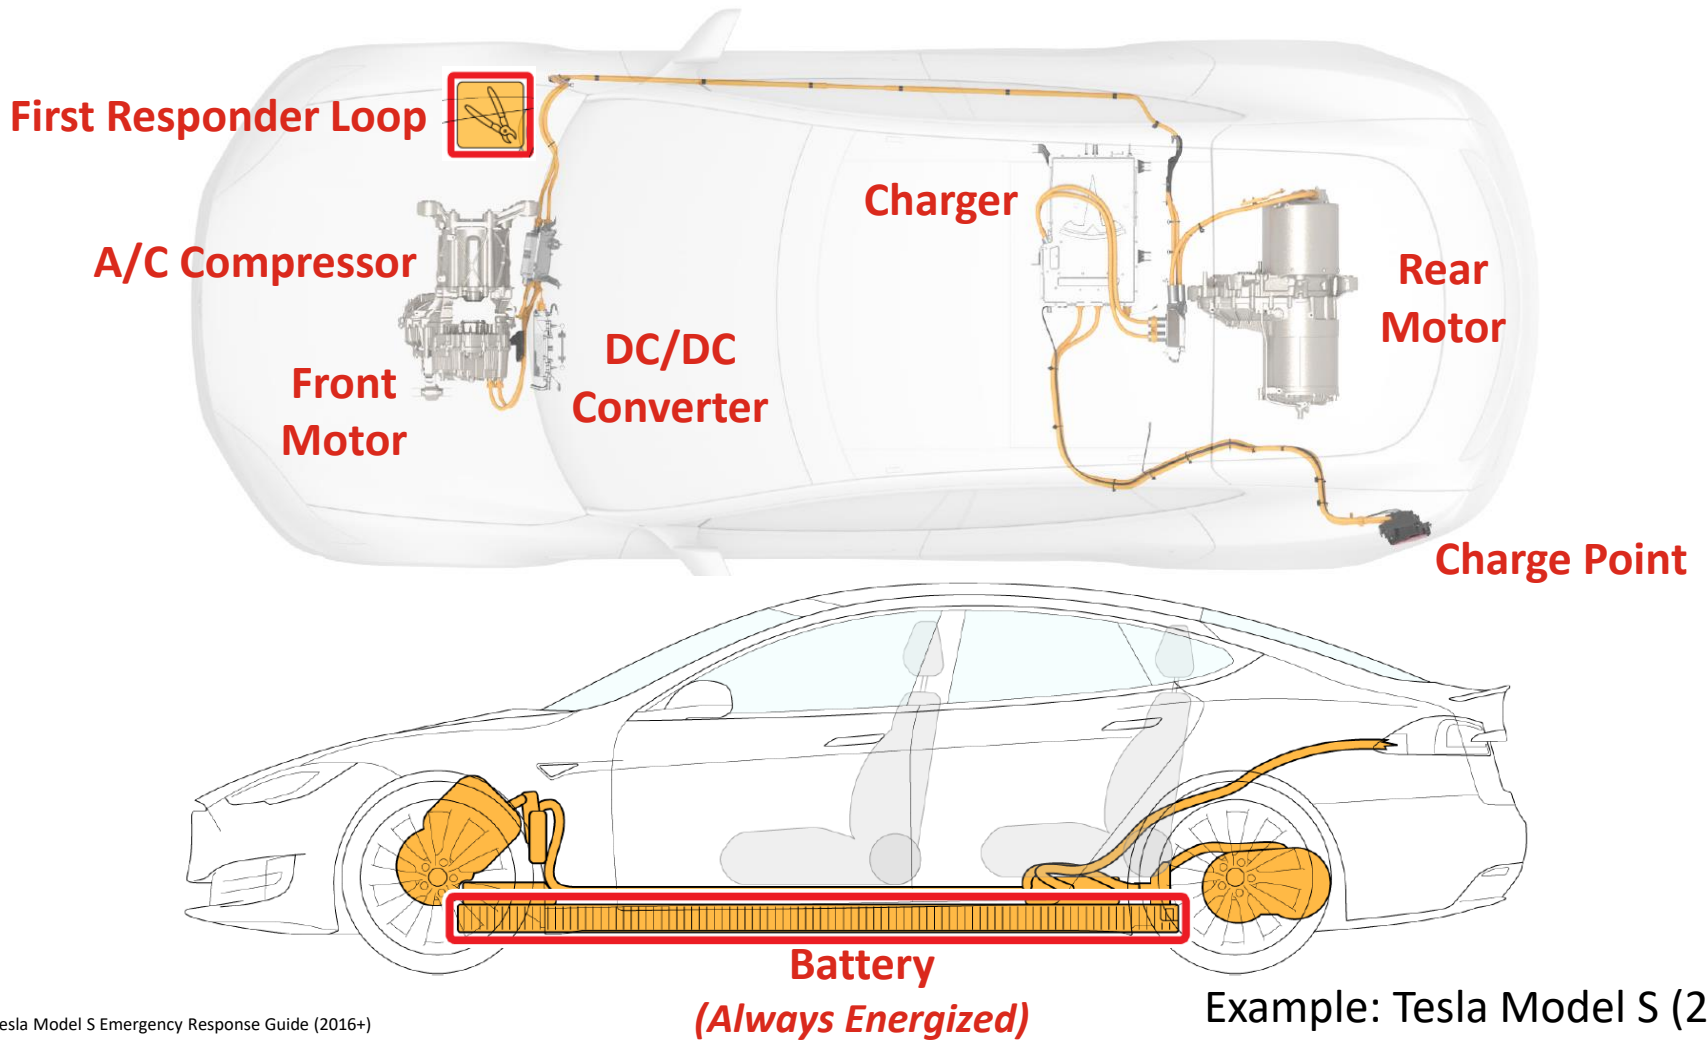 First Responder Loop
Charger
A/C Compressor
Rear
Motor
DC/DC
Converter
Front
Motor
Charge Point
Battery
(Always Energized)
Example: Tesla Model S (2
esla Model S Emergency Response Guide (2016+)